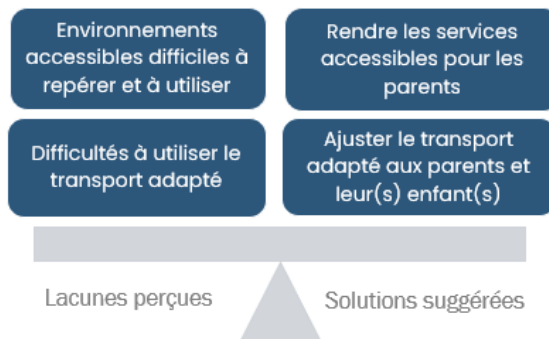 Environnements
accessibles difficiles à
repérer et à utiliser
Rendre les services
accessibles pour les
parents
Difficultés à utiliser le
transport adapté
Ajuster le transport
adapté aux parents et
leur(s) enfant(s)
Lacunes perçues
Solutions suggérées